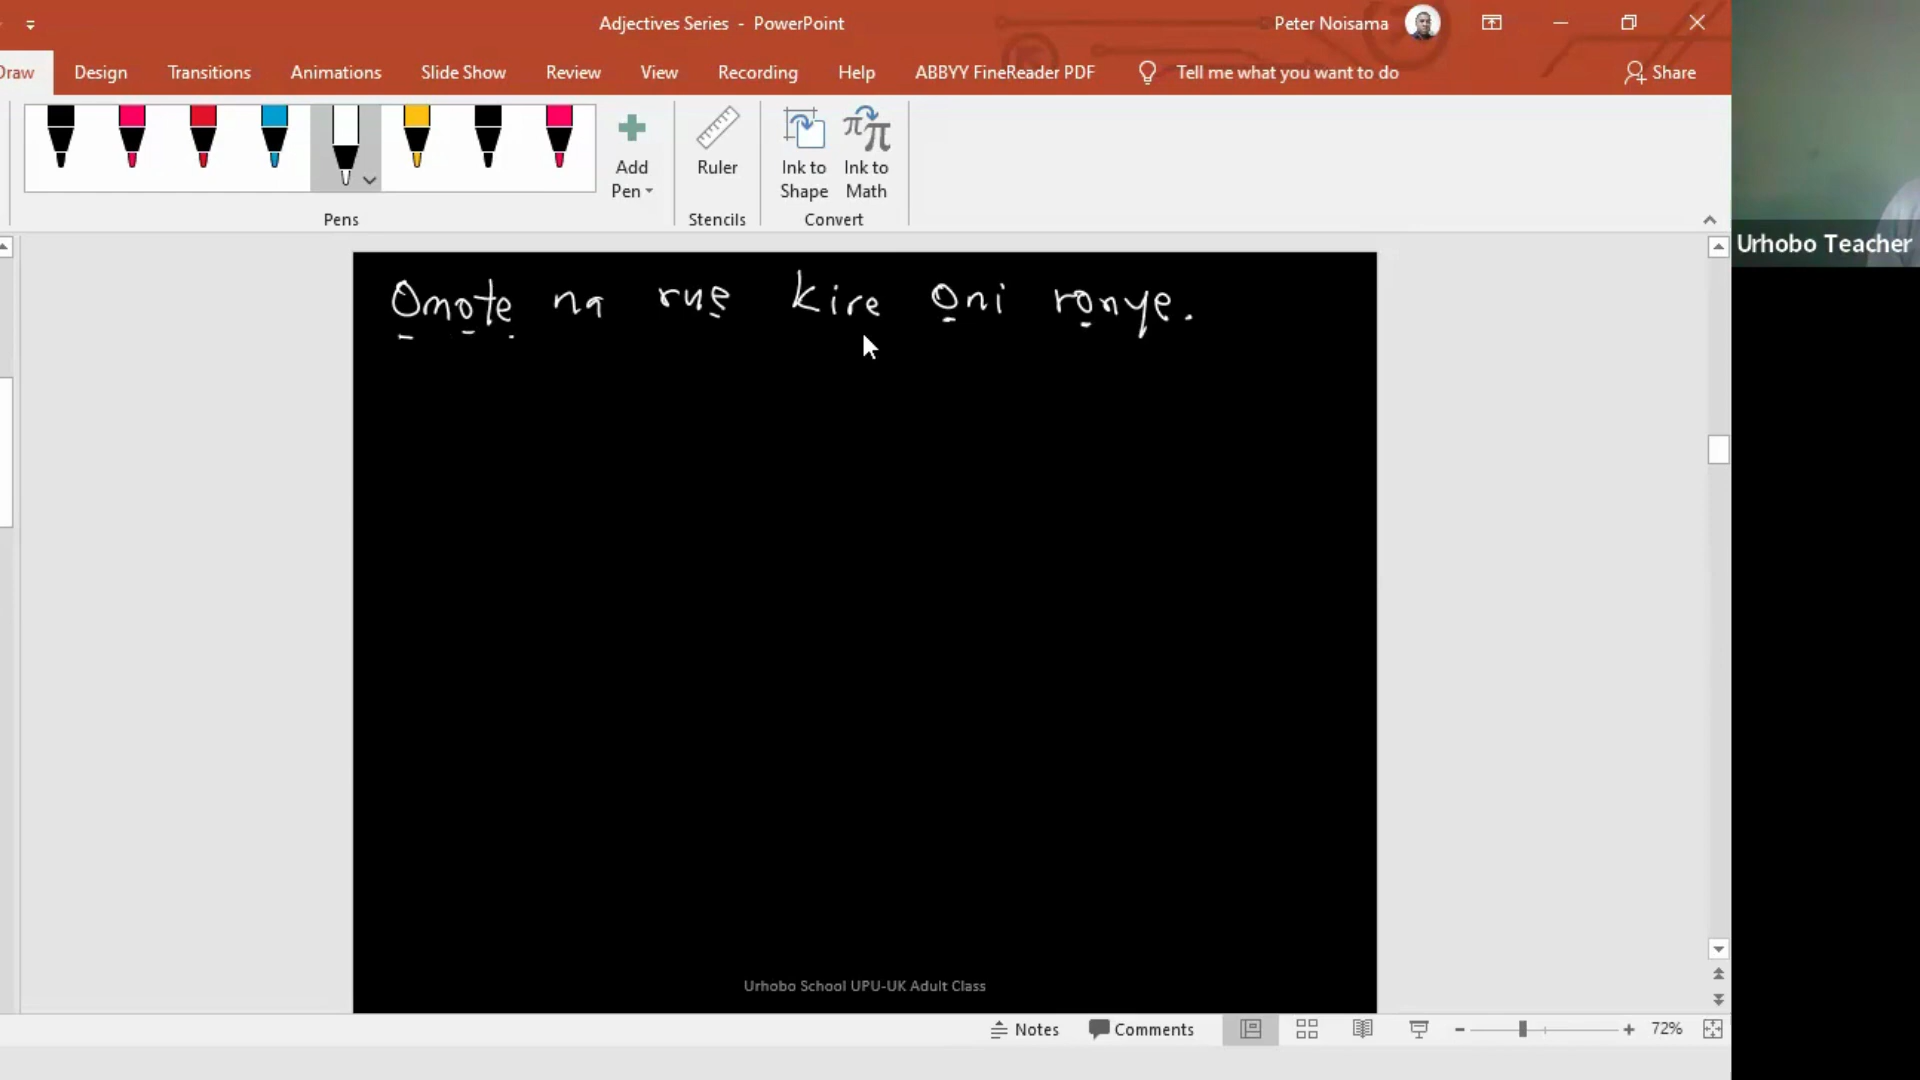 Adjectives Series - PowerPoint
Peter Noisama
Draw Design Transitions Animations Slide Show Review View Recording Help ABBYY FineReader PDF Tell me what you want to do Share
Add Pen
Ruler
Ink to Shape
Ink to Math
Pens Stencils Convert
Urhobo Teacher
Ọmọtẹ na ruẹ kire ọni rọnye.
Urhobo School UPU-UK Adult Class
Notes Comments 72%